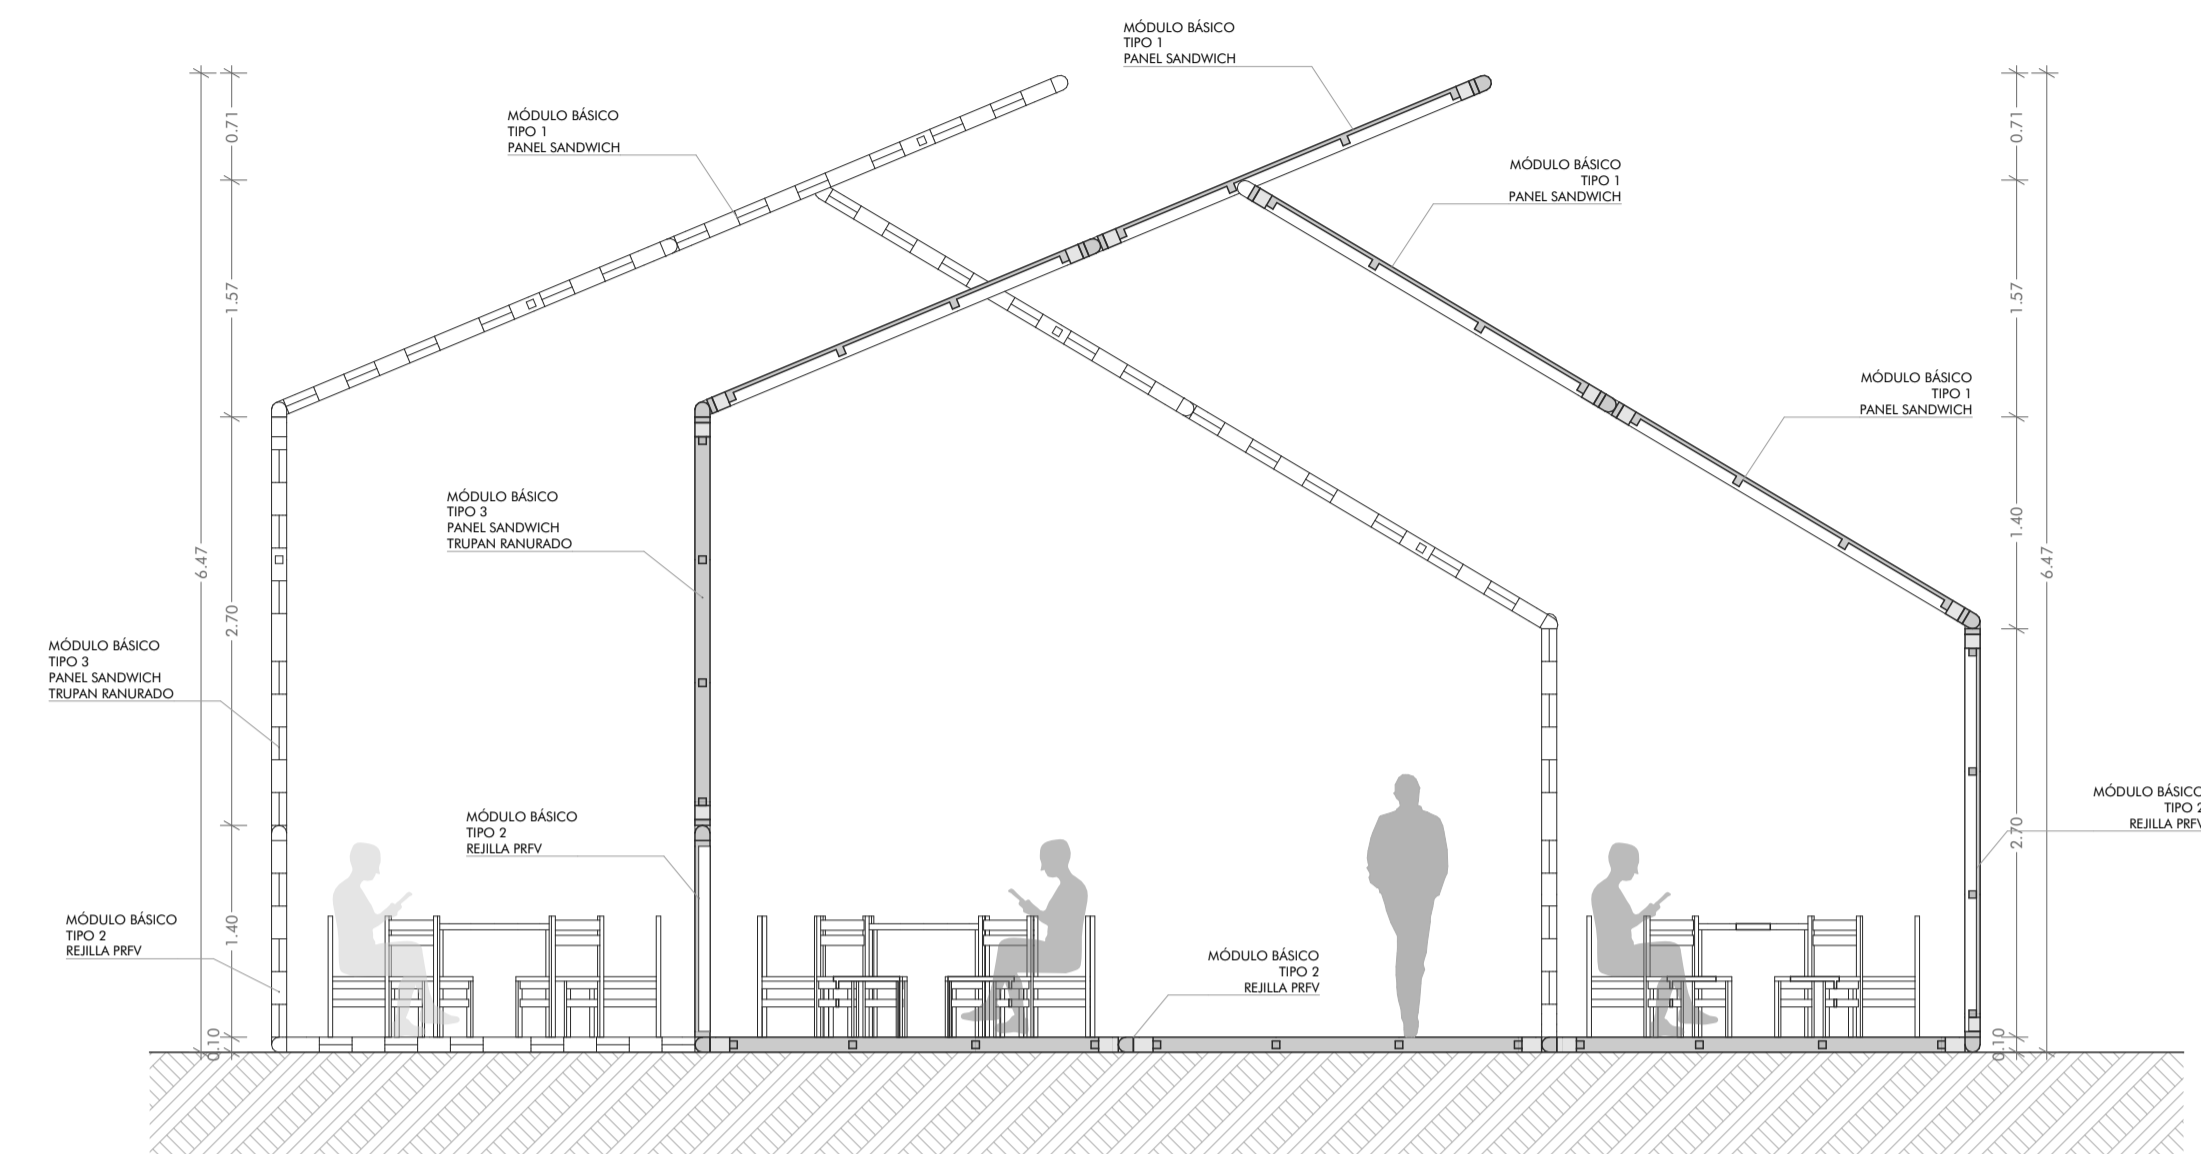 MÓDULO BÁSICO
TIPO 1
PANEL SANDWICH
MÓDULO BÁSICO
TIPO 1
PANEL SANDWICH
MÓDULO BÁSICO
TIPO 1
PANEL SANDWICH
MÓDULO BÁSICO
TIPO 1
PANEL SANDWICH
MÓDULO BÁSICO
TIPO 3
PANEL SANDWICH
TRUPAN RANURADO
MÓDULO BÁSICO
TIPO 3
PANEL SANDWICH
TRUPAN RANURADO
MÓDULO BÁSICO
TIPO 2
REJILLA PRFV
MÓDULO BÁSICO
TIPO 2
REJILLA PRFV
MÓDULO BÁSICO
TIPO 2
REJILLA PRFV
MÓDULO BÁSICO
TIPO 2
REJILLA PRFV
6.47
0.71
1.57
2.70
1.40
0.10
0.71
1.57
1.40
2.70
0.10
6.47